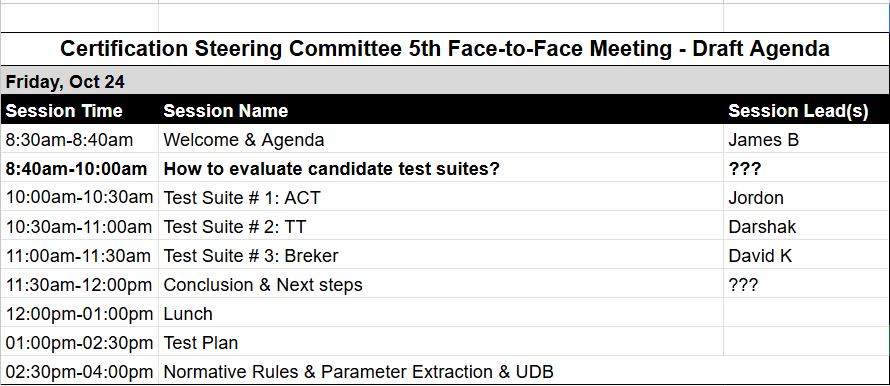 Certification Steering Committee 5th Face-to-Face Meeting - Draft Agenda
Friday, Oct 24
Session Time Session Name Session Lead(s)
8:30am-8:40am Welcome & Agenda James B
8:40am-10:00am How to evaluate candidate test suites? ???
10:00am-10:30am Test Suite # 1: ACT Jordon
10:30am-11:00am Test Suite # 2: TT Darshak
11:00am-11:30am Test Suite # 3: Breker David K
11:30am-12:00pm Conclusion & Next steps ???
12:00pm-01:00pm Lunch
01:00pm-02:30pm Test Plan
02:30pm-04:00pm Normative Rules & Parameter Extraction & UDB